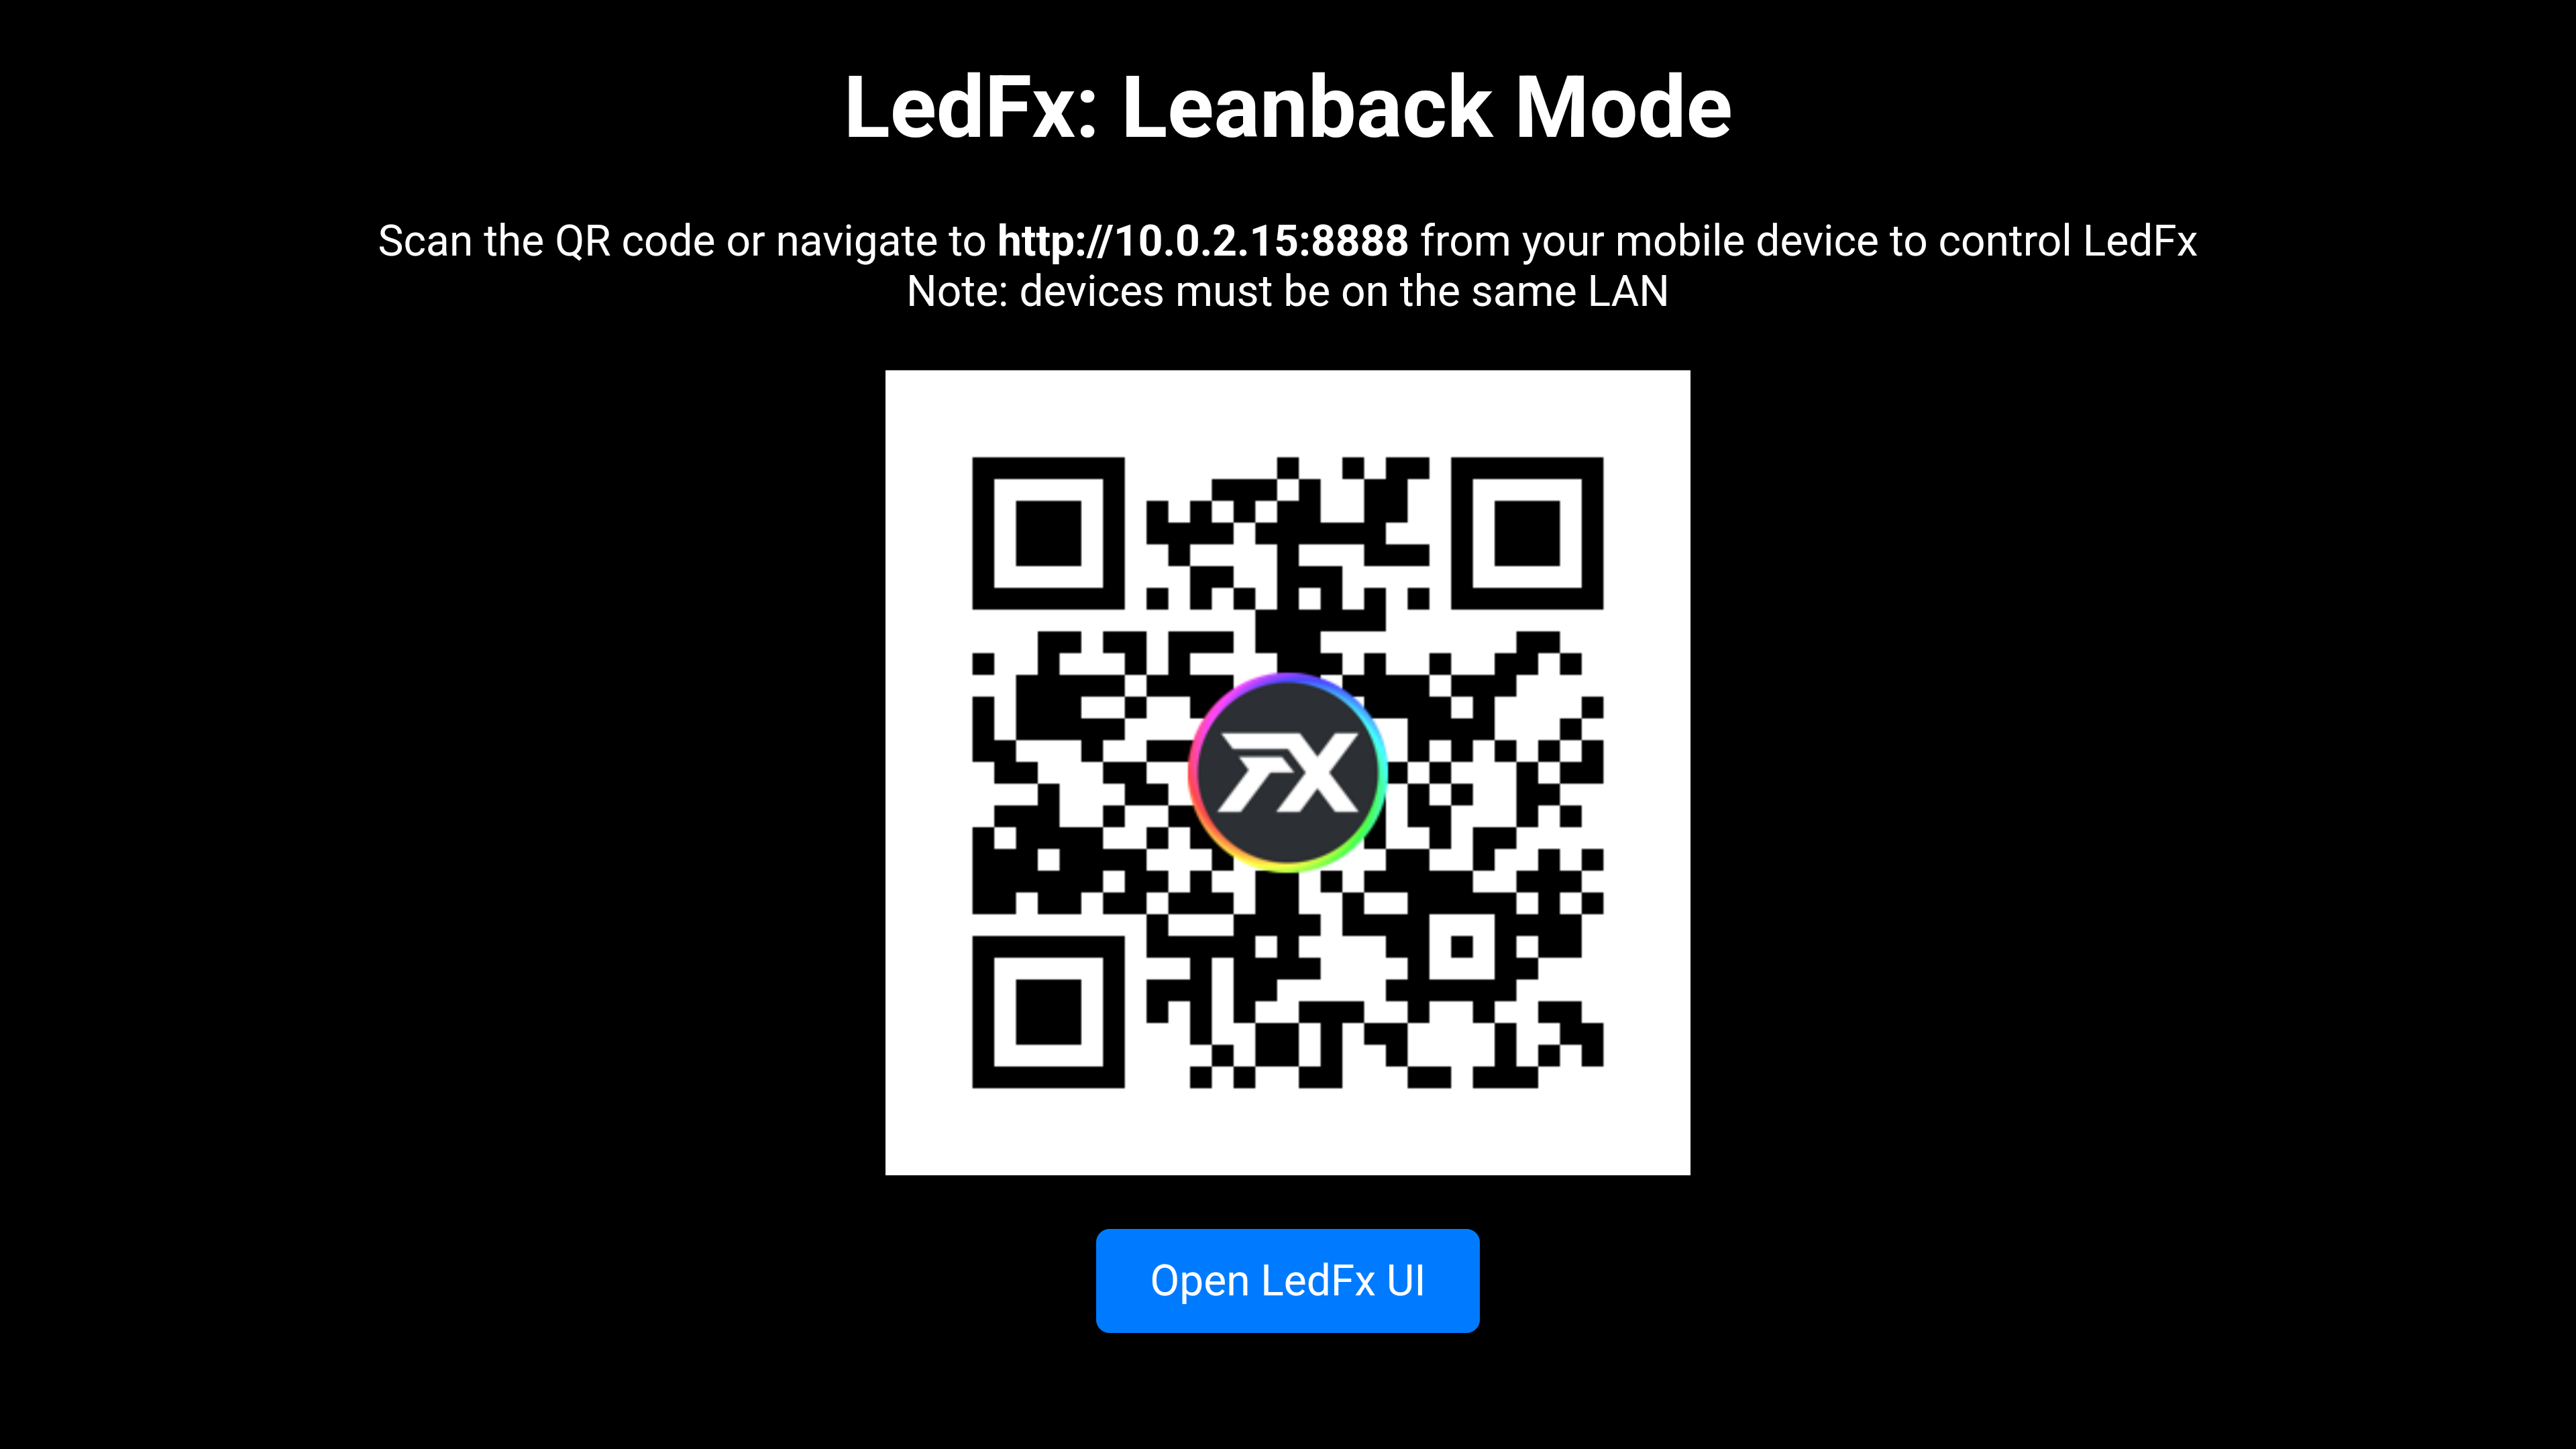 LedFx: Leanback Mode
Scan the QR code or navigate to http://10.0.2.15:8888 from your mobile device to control LedFx
Note: devices must be on the same LAN
FX
Open LedFx UI